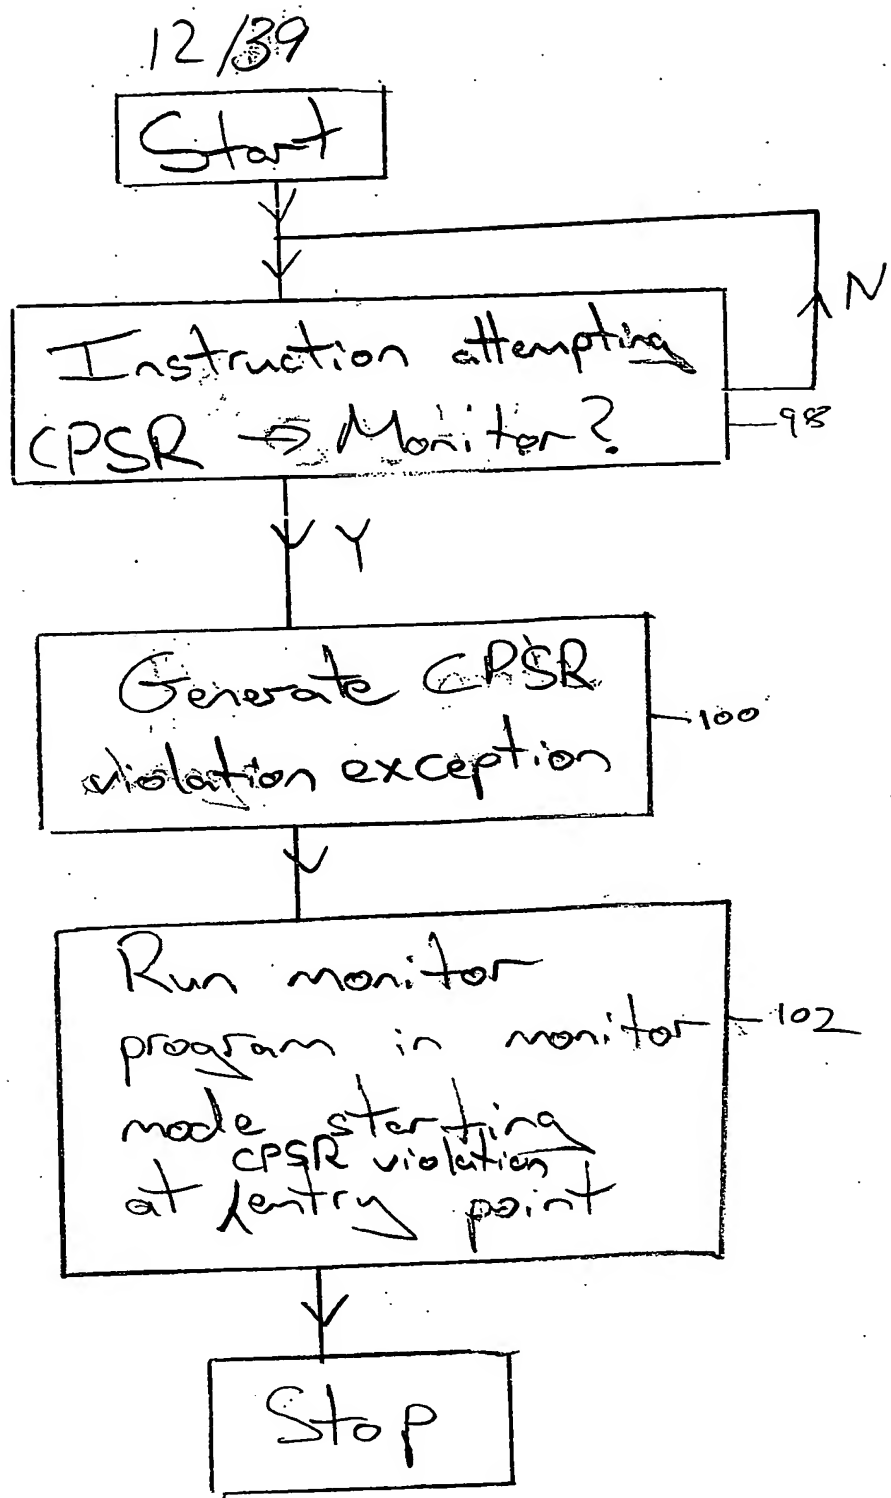 12/39
Start
N
Instruction attempting
CPSR → Monitor?
98
Y
Generate CPSR
violation exception
100
Run monitor
program in monitor
102
mode starting
CPSR violation
at entry point
Stop